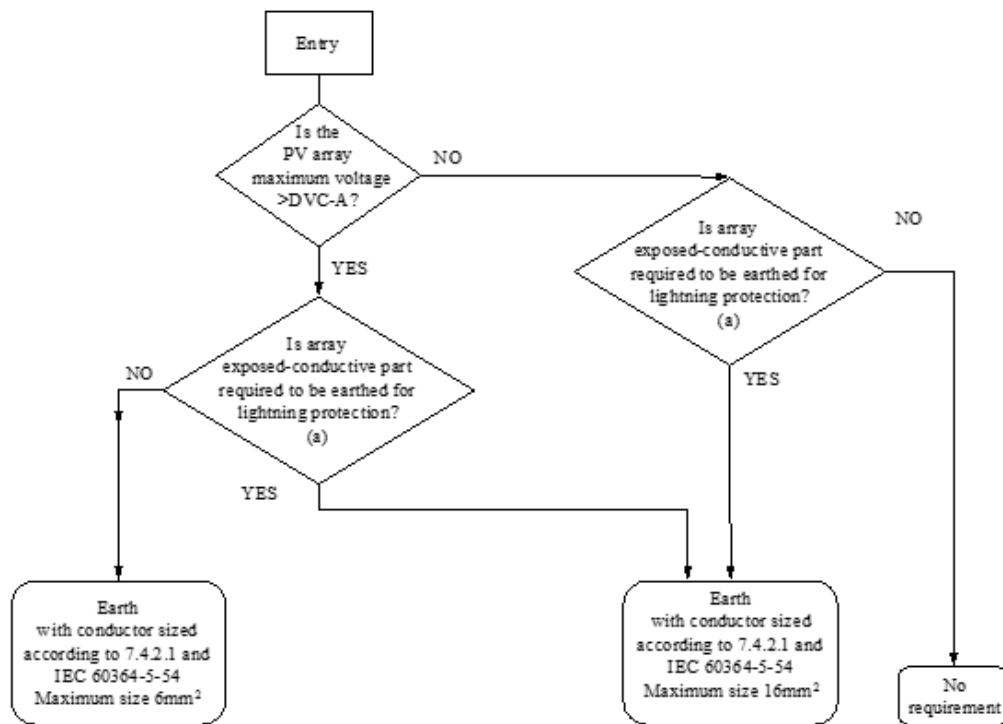 Entry
Is the
PV array
maximum voltage
>DVC-A?
NO
YES
Is array
exposed-conductive part
required to be earthed for
lightning protection?
(a)
NO
YES
Is array
exposed-conductive part
required to be earthed for
lightning protection?
(a)
NO
YES
Earth
with conductor sized
according to 7.4.2.1 and
IEC 60364-5-54
Maximum size 6mm²
Earth
with conductor sized
according to 7.4.2.1 and
IEC 60364-5-54
Maximum size 16mm²
No
requirement